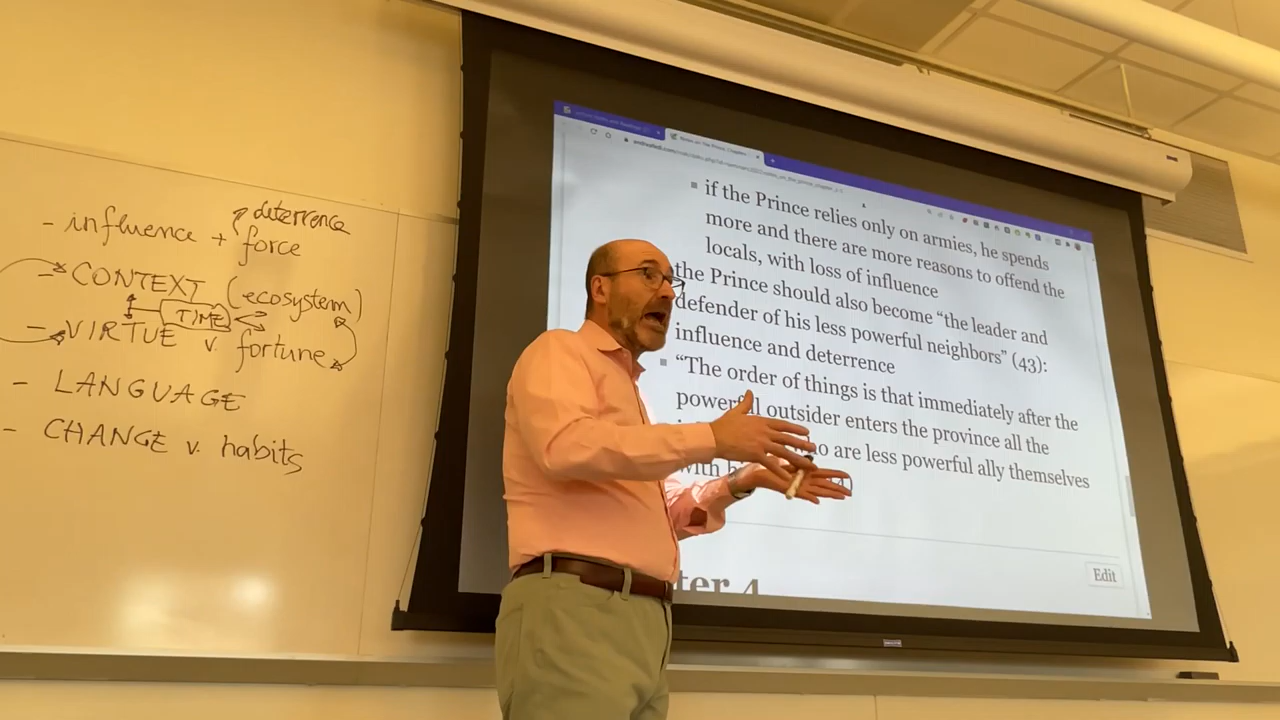 deterrence
- influence + force
CONTEXT (ecosystem)
TIME
- VIRTUE v. fortune
- LANGUAGE
- CHANGE v. habits
if the Prince relies only on armies, he spends
more and there are more reasons to offend the
locals, with loss of influence
the Prince should also become “the leader and
defender of his less powerful neighbors” (43):
influence and deterrence
“The order of things is that immediately after the
powerful outsider enters the province all the
who are less powerful ally themselves
with
Edit